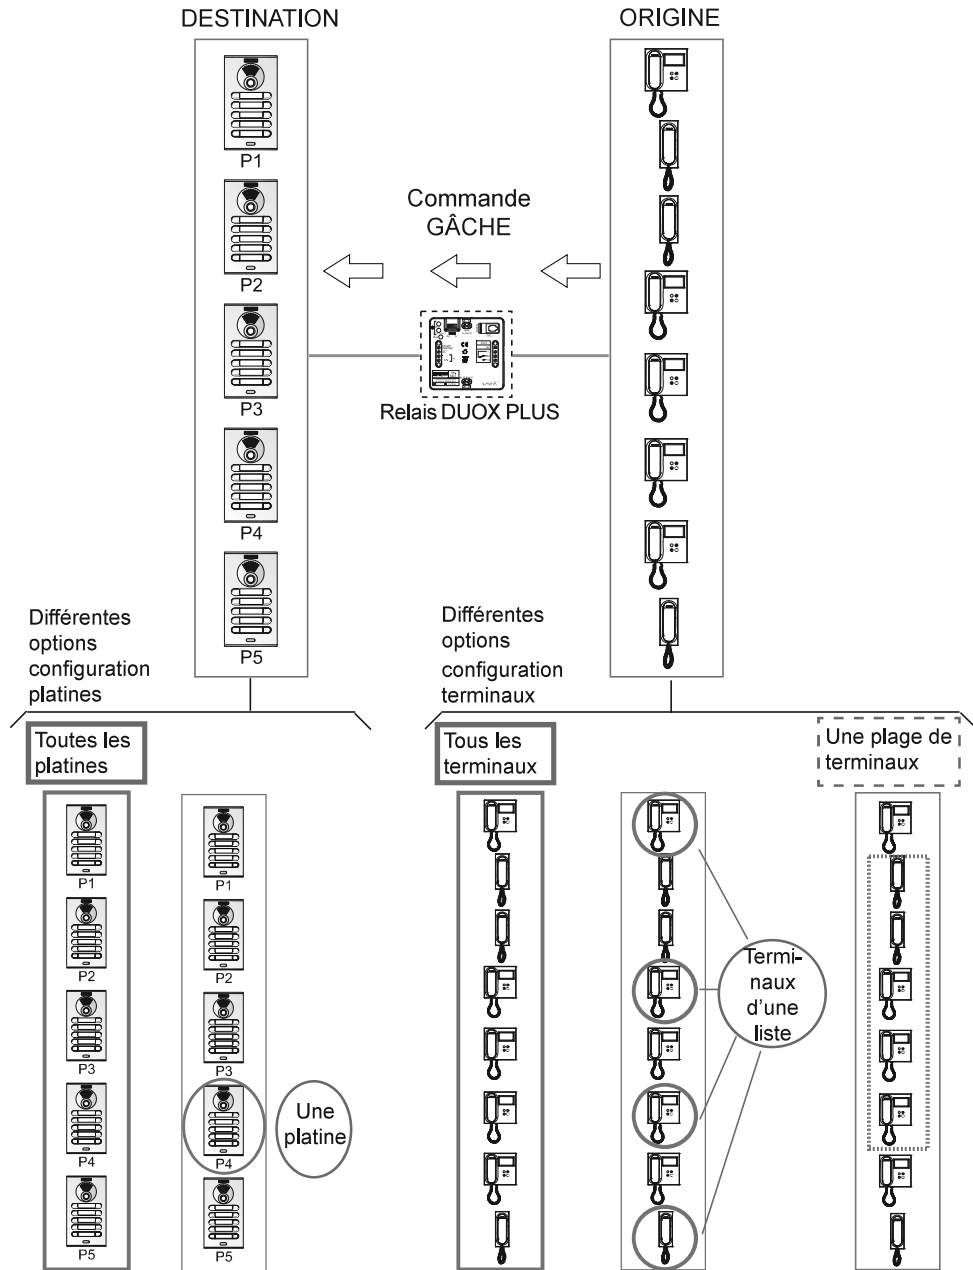 DESTINATION
ORIGINE
P1
P2
P3
P4
P5
Commande
GÂCHE
Relais DUOX PLUS
Différentes
options
configuration
platines
Différentes
options
configuration
terminaux
Toutes les
platines
P1
P2
P3
P4
P5
P1
P2
P3
P4
P5
Une
platine
Tous les
terminaux
Termi-
naux
d'une
liste
Une plage de
terminaux